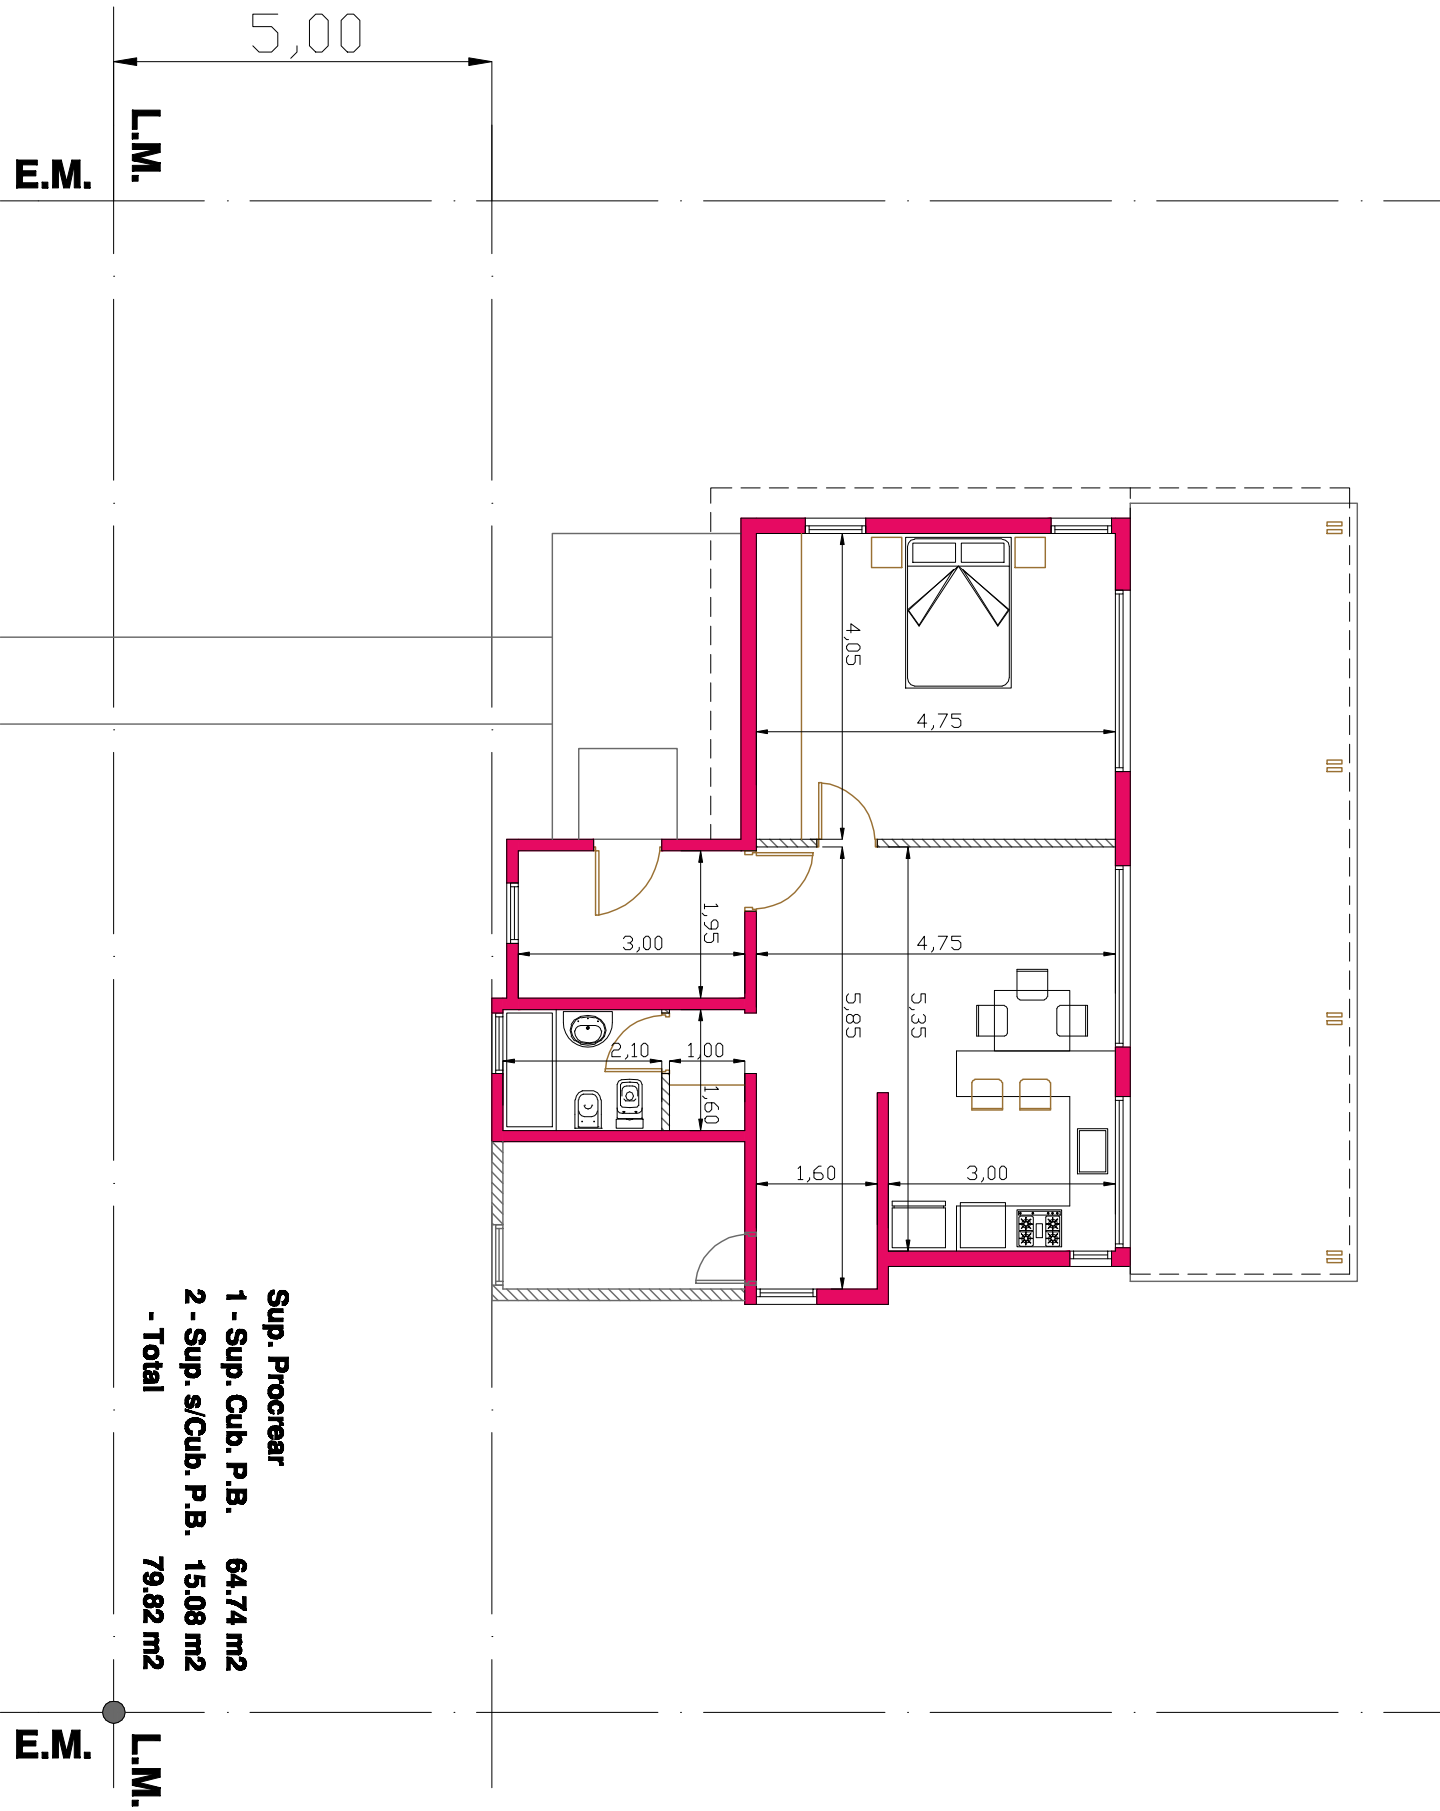 5,00
L.M.
E.M.
4,05
4,75
1,95
3,00
4,75
5,85
5,35
2,10
1,00
1,60
1,60
3,00
Sup. Procrear
1 - Sup. Cub. P.B. 64.74 m2
2 - Sup. s/Cub. P.B. 15.08 m2
- Total 79.82 m2
E.M.
L.M.